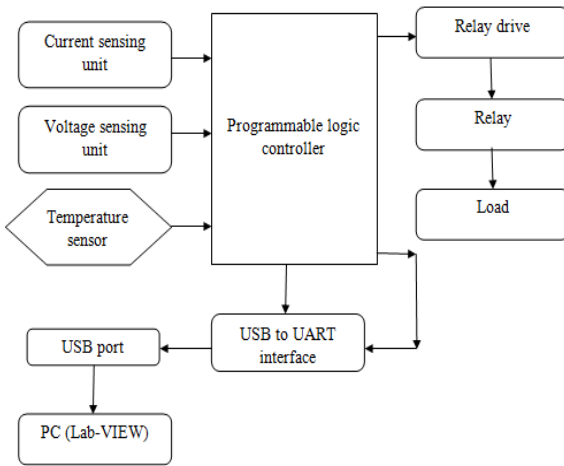 Current sensing
unit
Voltage sensing
unit
Temperature
sensor
Programmable logic
controller
Relay drive
Relay
Load
USB to UART
interface
USB port
PC (Lab-VIEW)